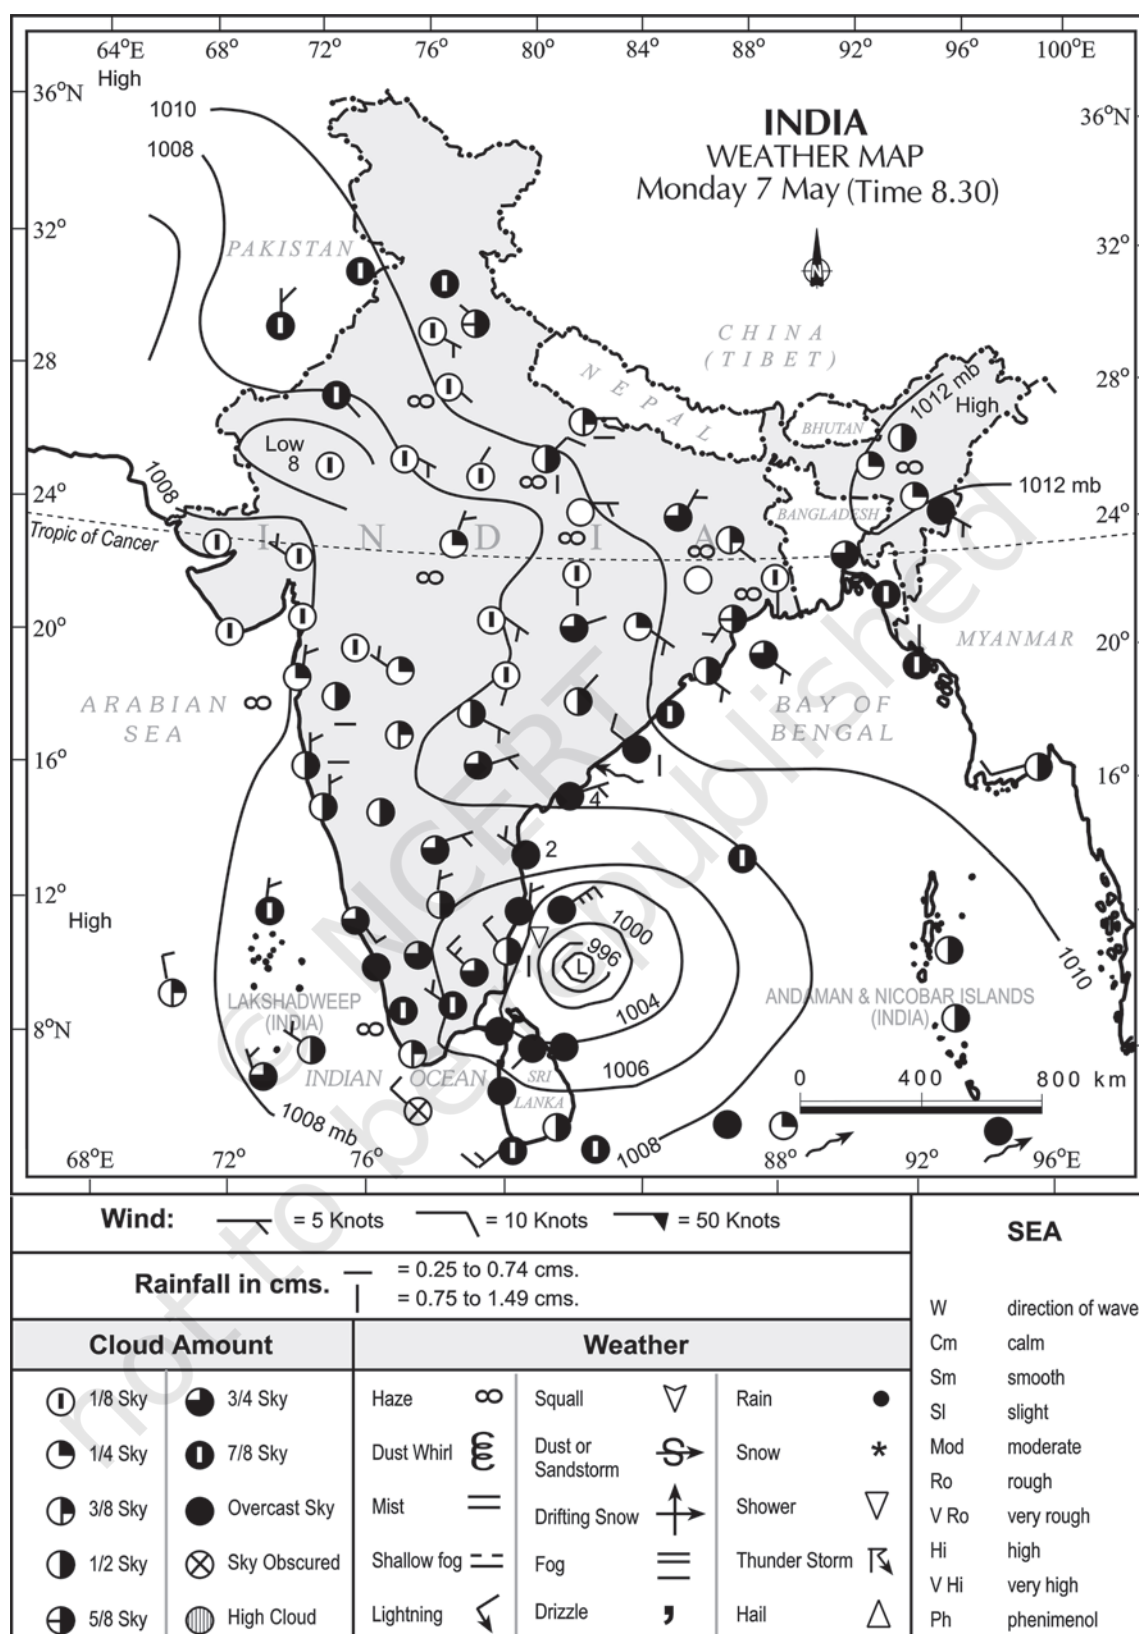 64°E 68° 72° 76° 80° 84° 88° 92° 96° 100°E
High
36°N
1010
1008
INDIA
WEATHER MAP
Monday 7 May (Time 8.30)
36°N
32°
PAKISTAN
N
32°
CHINA
(TIBET)
28°
NEPAL
28°
1012 mb
High
BHUTAN
Low
8
1008
24°
1012 mb
BANGLADESH
24°
Tropic of Cancer
INDIA
20°
MYANMAR
20°
ARABIAN
SEA
BAY OF
BENGAL
16°
16°
4
2
12°
High
1000
996
L
1010
LAKSHADWEEP
(INDIA)
1004
ANDAMAN & NICOBAR ISLANDS
(INDIA)
8°N
8°
INDIAN OCEAN
SRI
LANKA
1006
0 400 800 km
1008 mb
1008
68°E 72° 76° 88° 92° 96°E
NCERT
© not to be republished
Wind: = 5 Knots = 10 Knots = 50 Knots
Rainfall in cms. = 0.25 to 0.74 cms.
= 0.75 to 1.49 cms.
Cloud Amount
1/8 Sky 3/4 Sky
1/4 Sky 7/8 Sky
3/8 Sky Overcast Sky
1/2 Sky Sky Obscured
5/8 Sky High Cloud
Weather
Haze Squall Rain
Dust Whirl Dust or
Sandstorm Snow
Mist Drifting Snow Shower
Shallow fog Fog Thunder Storm
Lightning Drizzle Hail
SEA
W direction of wave
Cm calm
Sm smooth
Sl slight
Mod moderate
Ro rough
V Ro very rough
Hi high
V Hi very high
Ph phenimenol